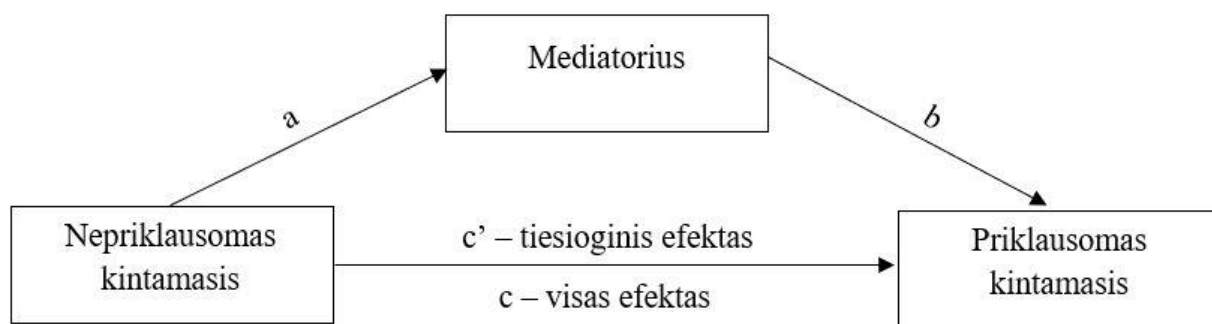 Mediatorius
a
b
Nepriklausomas
kintamasis
c’ – tiesioginis efektas
c – visas efektas
Priklausomas
kintamasis